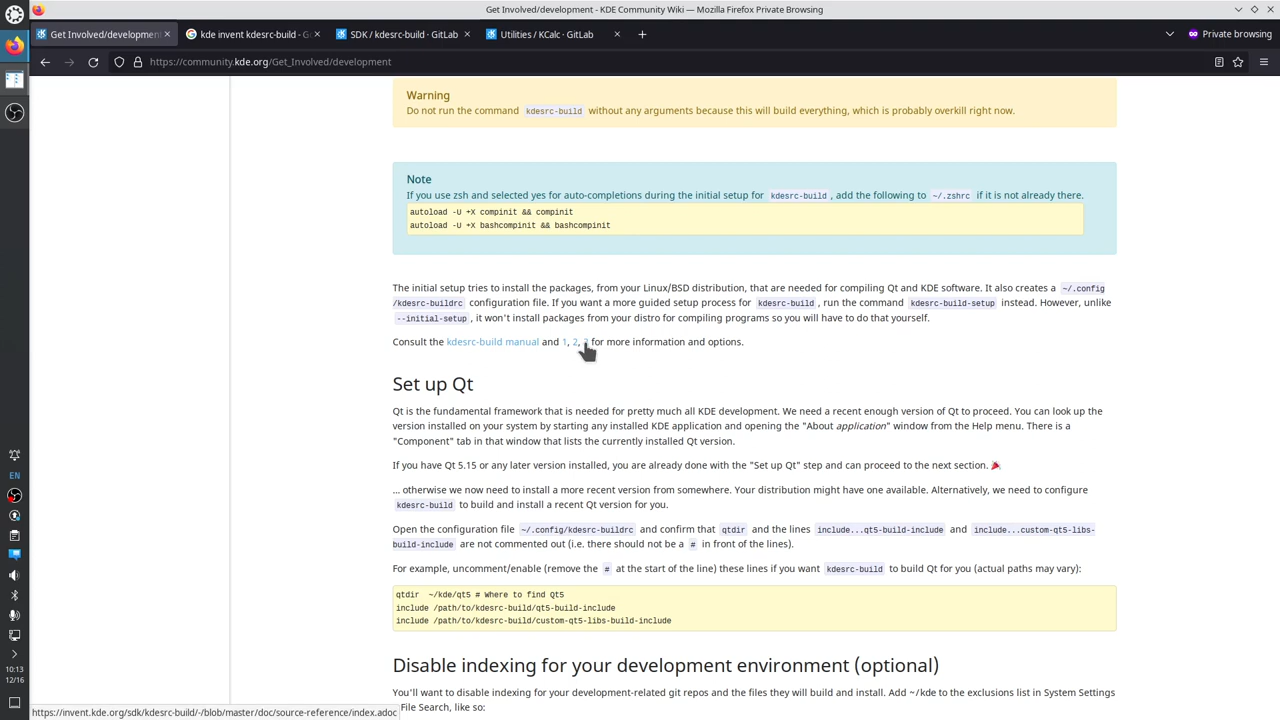 Get Involved/development - KDE Community Wiki — Mozilla Firefox Private Browsing
Get Involved/development
kde invent kdesrc-build - G
SDK / kdesrc-build · GitLab
Utilities / KCalc · GitLab
Private browsing
https://community.kde.org/Get_Involved/development
Warning
Do not run the command kdesrc-build without any arguments because this will build everything, which is probably overkill right now.
Note
If you use zsh and selected yes for auto-completions during the initial setup for kdesrc-build, add the following to ~/.zshrc if it is not already there.
autoload -U +X compinit && compinit
autoload -U +X bashcompinit && bashcompinit
The initial setup tries to install the packages, from your Linux/BSD distribution, that are needed for compiling Qt and KDE software. It also creates a ~/.config
/kdesrc-buildrc configuration file. If you want a more guided setup process for kdesrc-build, run the command kdesrc-build-setup instead. However, unlike
--initial-setup, it won't install packages from your distro for compiling programs so you will have to do that yourself.
Consult the kdesrc-build manual and 1, 2, for more information and options.
Set up Qt
Qt is the fundamental framework that is needed for pretty much all KDE development. We need a recent enough version of Qt to proceed. You can look up the
version installed on your system by starting any installed KDE application and opening the "About application" window from the Help menu. There is a
"Component" tab in that window that lists the currently installed Qt version.
If you have Qt 5.15 or any later version installed, you are already done with the "Set up Qt" step and can proceed to the next section. 🎉
... otherwise we now need to install a more recent version from somewhere. Your distribution might have one available. Alternatively, we need to configure
kdesrc-build to build and install a recent Qt version for you.
Open the configuration file ~/.config/kdesrc-buildrc and confirm that qtdir and the lines include...qt5-build-include and include...custom-qt5-libs-
build-include are not commented out (i.e. there should not be a # in front of the lines).
For example, uncomment/enable (remove the # at the start of the line) these lines if you want kdesrc-build to build Qt for you (actual paths may vary):
qtdir ~/kde/qt5 # Where to find Qt5
include /path/to/kdesrc-build/qt5-build-include
include /path/to/kdesrc-build/custom-qt5-libs-build-include
Disable indexing for your development environment (optional)
You'll want to disable indexing for your development-related git repos and the files they will build and install. Add ~/kde to the exclusions list in System Settings
File Search, like so:
EN
10:13
12/16
https://invent.kde.org/sdk/kdesrc-build/-/blob/master/doc/source-reference/index.adoc